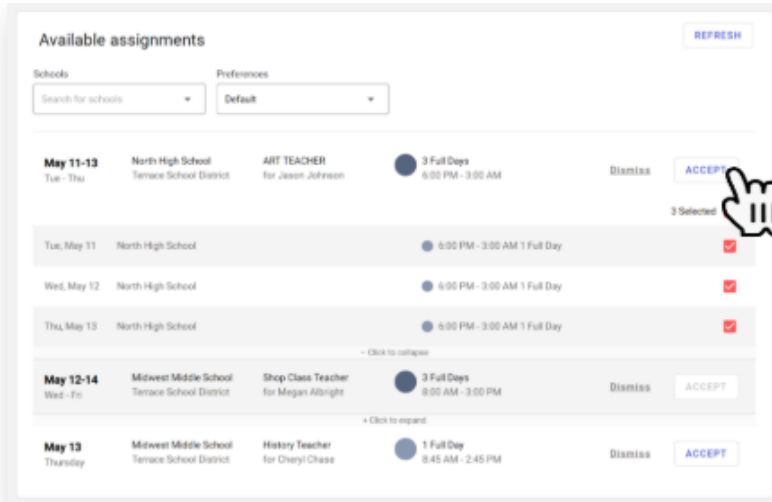 Available assignments
REFRESH
Schools
Preferences
Search for schools
Default
May 11-13
North High School
ART TEACHER
3 Full Days
Tue - Thu
Terrace School District
for Jason Johnson
6:00 PM - 3:00 AM
Dismiss
ACCEPT
3 Selected
Tue, May 11
North High School
6:00 PM - 3:00 AM 1 Full Day
Wed, May 12
North High School
6:00 PM - 3:00 AM 1 Full Day
Thu, May 13
North High School
6:00 PM - 3:00 AM 1 Full Day
- Click to collapse
May 12-14
Midwest Middle School
Shop Class Teacher
3 Full Days
Wed - Fri
Terrace School District
for Megan Albright
8:00 AM - 3:00 PM
Dismiss
ACCEPT
+ Click to expand
May 13
Midwest Middle School
History Teacher
1 Full Day
Thursday
Terrace School District
for Cheryl Chase
8:45 AM - 2:45 PM
Dismiss
ACCEPT